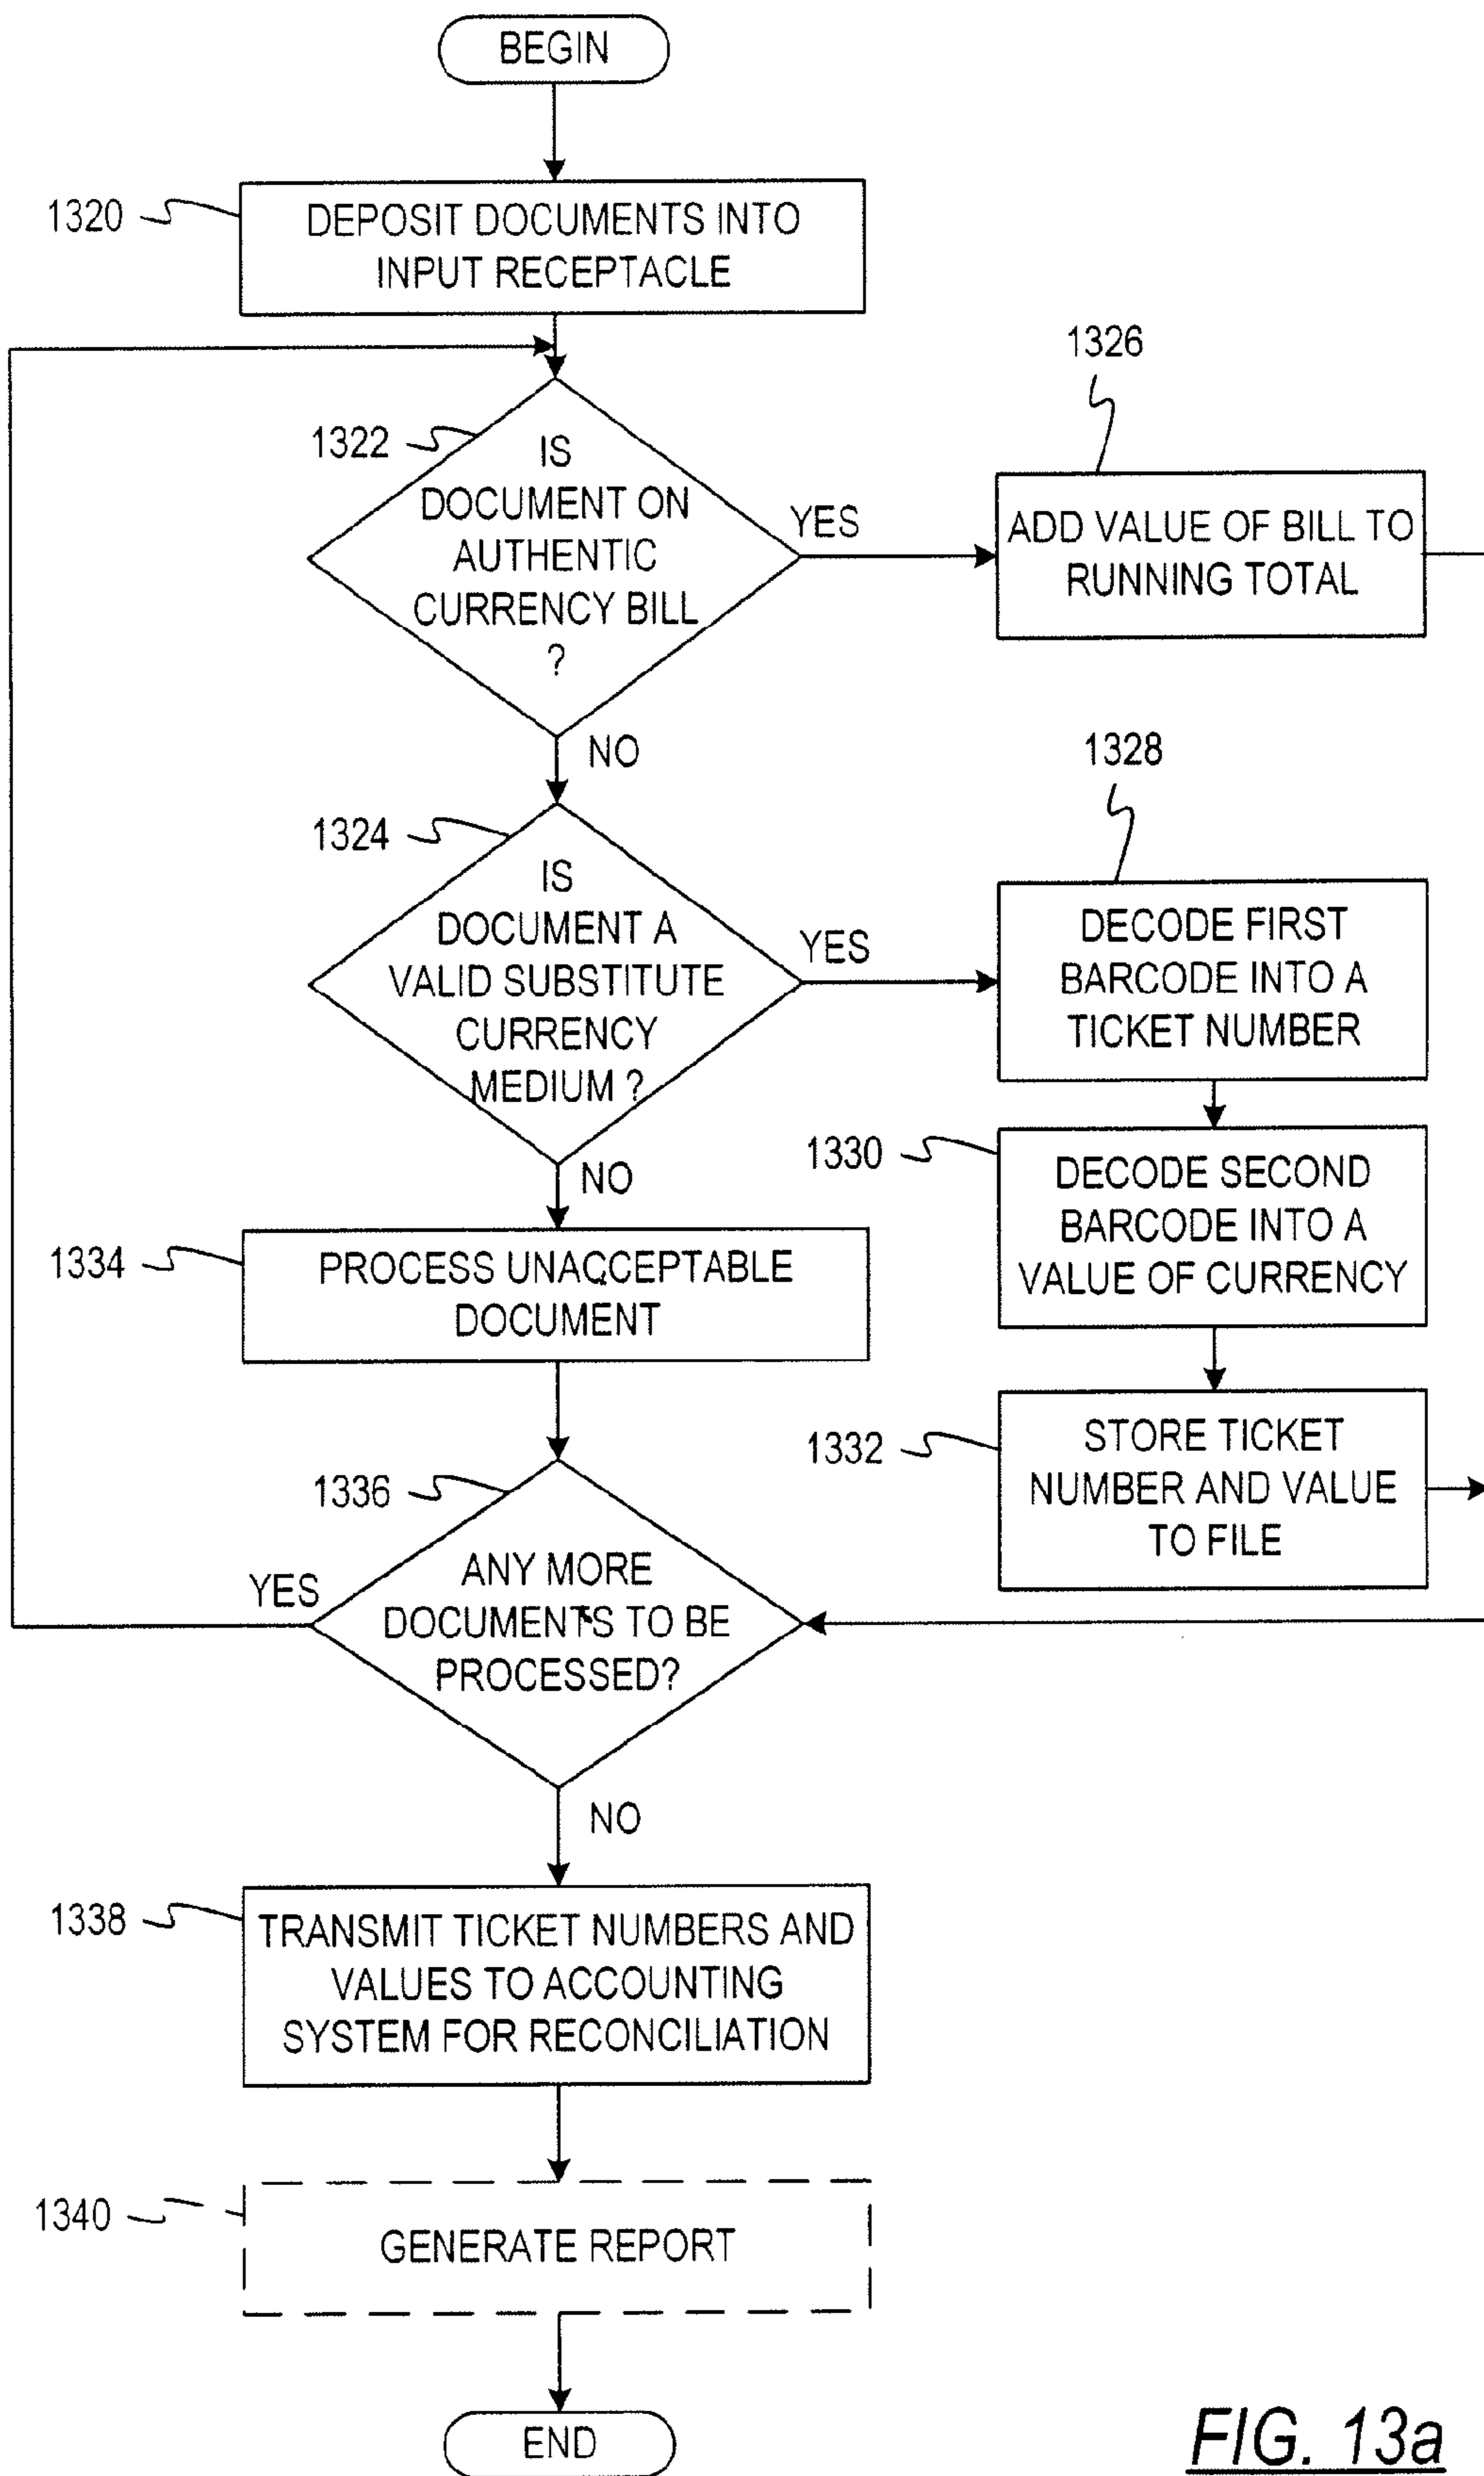 BEGIN
1320
DEPOSIT DOCUMENTS INTO
INPUT RECEPTACLE
1322
IS
DOCUMENT ON
AUTHENTIC
CURRENCY BILL
?
YES
1326
ADD VALUE OF BILL TO
RUNNING TOTAL
NO
1324
IS
DOCUMENT A
VALID SUBSTITUTE
CURRENCY
MEDIUM ?
YES
1328
DECODE FIRST
BARCODE INTO A
TICKET NUMBER
1330
DECODE SECOND
BARCODE INTO A
VALUE OF CURRENCY
1332
STORE TICKET
NUMBER AND VALUE
TO FILE
NO
1334
PROCESS UNACCEPTABLE
DOCUMENT
1336
ANY MORE
DOCUMENTS TO BE
PROCESSED?
YES
NO
1338
TRANSMIT TICKET NUMBERS AND
VALUES TO ACCOUNTING
SYSTEM FOR RECONCILIATION
1340
GENERATE REPORT
END
FIG. 13a